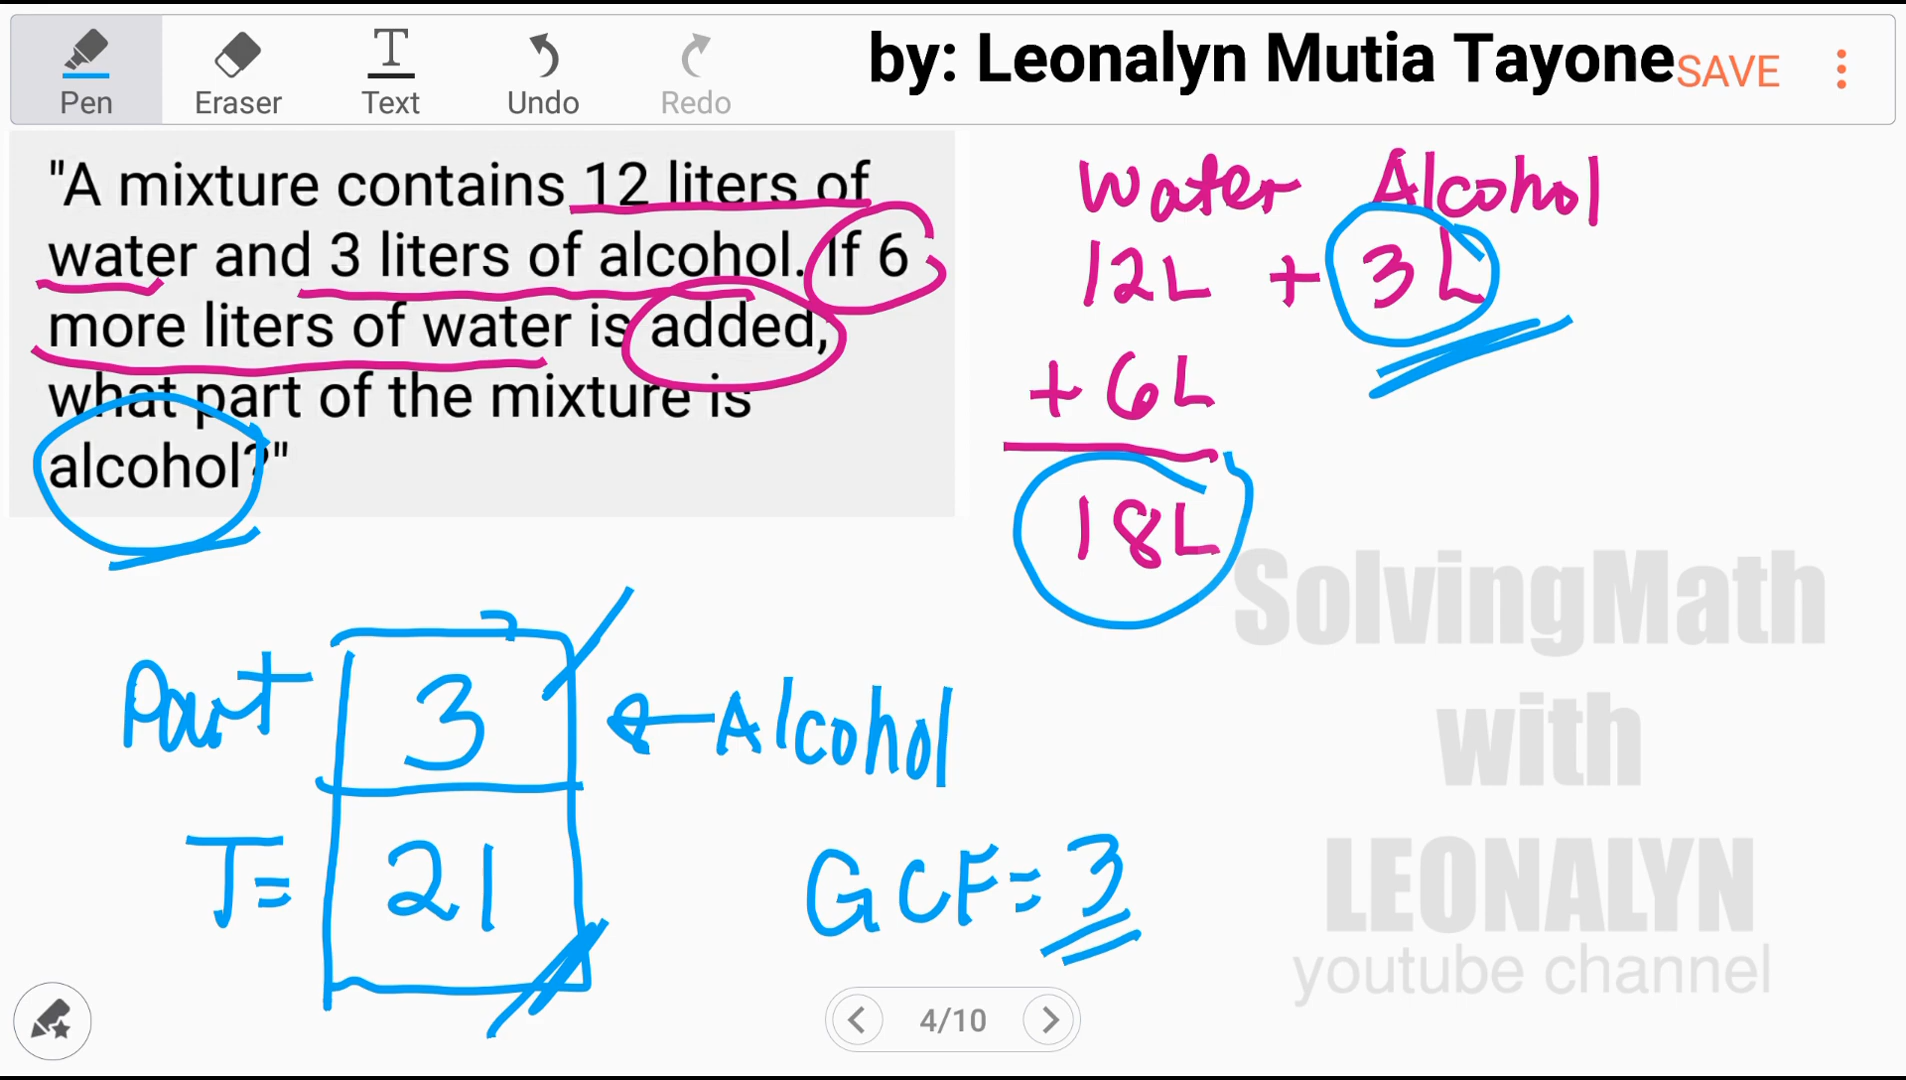 Pen Eraser Text Undo Redo by: Leonalyn Mutia Tayone SAVE
"A mixture contains 12 liters of
water and 3 liters of alcohol. If 6
more liters of water is added,
what part of the mixture is
alcohol?"
Water Alcohol
12L + 3L
+ 6L
18L
Part 3 Alcohol
T= 21
GCF= 3
SolvingMath
with
LEONALYN
youtube channel
4/10